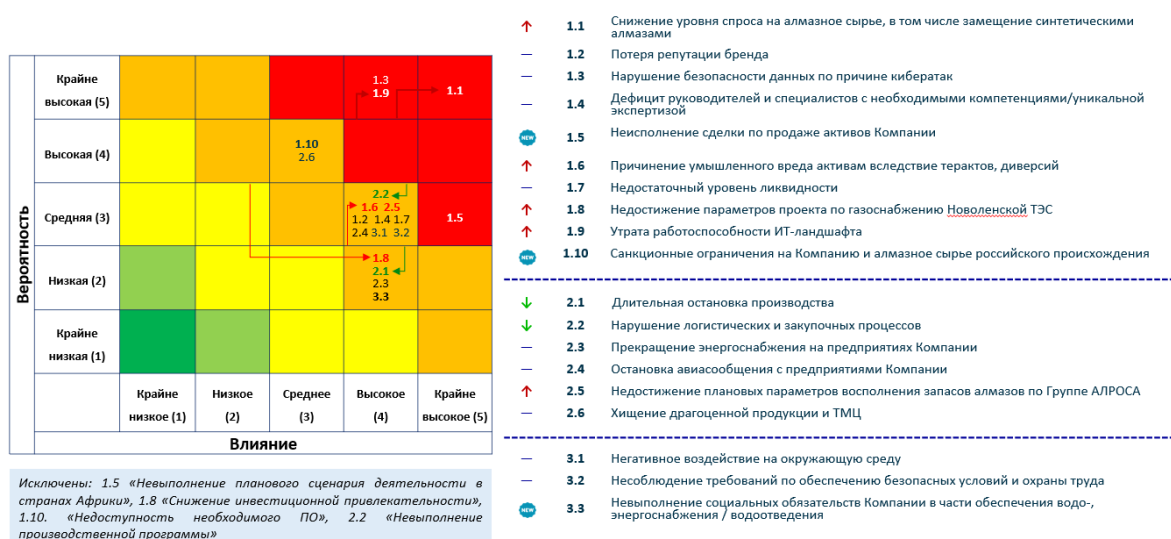 Вероятность
Крайне
высокая (5)
1.3
1.9
1.1
Высокая (4)
1.10
2.6
Средняя (3)
2.2
1.6 2.5
1.2 1.4 1.7
2.4 3.1 3.2
1.5
Низкая (2)
1.8
2.1
2.3
3.3
Крайне
низкая (1)
Крайне
низкое (1)
Низкое
(2)
Среднее
(3)
Высокое
(4)
Крайне
высокое (5)
Влияние
Исключены: 1.5 «Невыполнение планового сценария деятельности в
странах Африки», 1.8 «Снижение инвестиционной привлекательности»,
1.10. «Недоступность необходимого ПО», 2.2 «Невыполнение
производственной программы»
↑ 1.1 Снижение уровня спроса на алмазное сырье, в том числе замещение синтетическими
алмазами
— 1.2 Потеря репутации бренда
— 1.3 Нарушение безопасности данных по причине кибератак
— 1.4 Дефицит руководителей и специалистов с необходимыми компетенциями/уникальной
экспертизой
NEW 1.5 Неисполнение сделки по продаже активов Компании
↑ 1.6 Причинение умышленного вреда активам вследствие терактов, диверсий
— 1.7 Недостаточный уровень ликвидности
↑ 1.8 Недостижение параметров проекта по газоснабжению Новоленской ТЭС
↑ 1.9 Утрата работоспособности ИТ-ландшафта
NEW 1.10 Санкционные ограничения на Компанию и алмазное сырье российского происхождения
↓ 2.1 Длительная остановка производства
↓ 2.2 Нарушение логистических и закупочных процессов
— 2.3 Прекращение энергоснабжения на предприятиях Компании
— 2.4 Остановка авиасообщения с предприятиями Компании
↑ 2.5 Недостижение плановых параметров восполнения запасов алмазов по Группе АЛРОСА
— 2.6 Хищение драгоценной продукции и ТМЦ
— 3.1 Негативное воздействие на окружающую среду
— 3.2 Несоблюдение требований по обеспечению безопасных условий и охраны труда
NEW 3.3 Невыполнение социальных обязательств Компании в части обеспечения водо-,
энергоснабжения / водоотведения